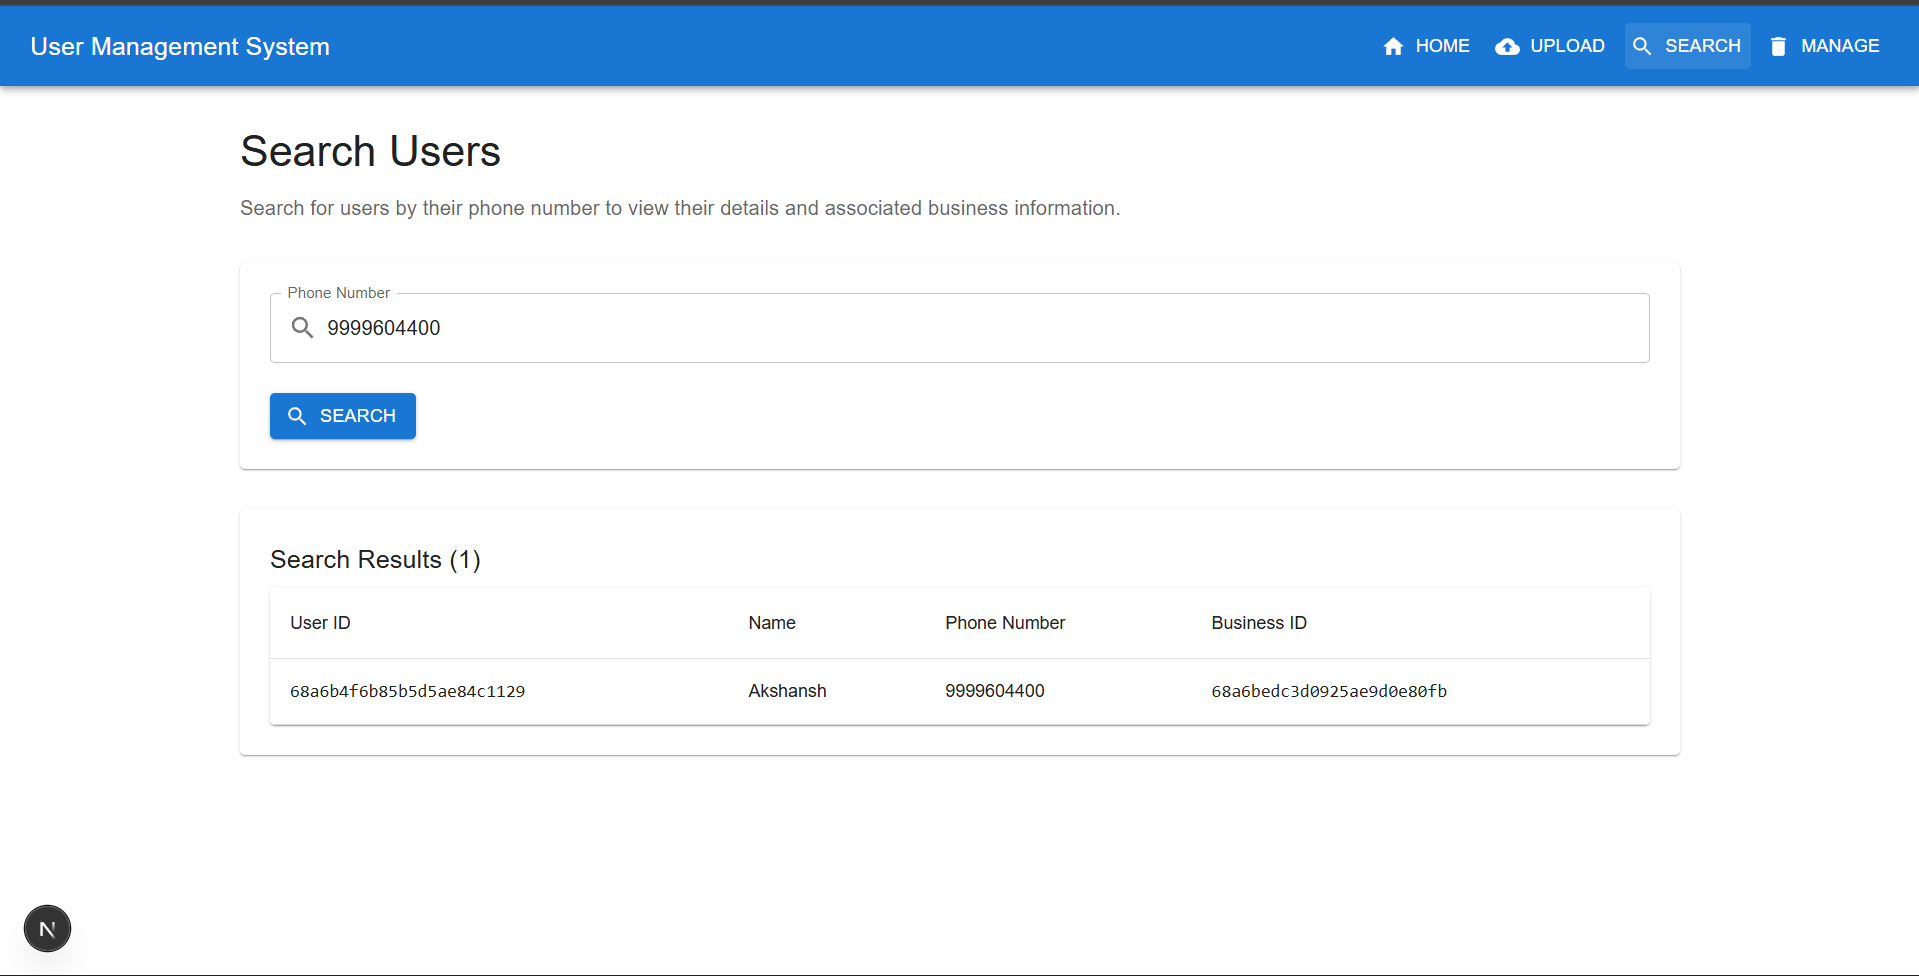 User Management System
HOME UPLOAD SEARCH MANAGE
Search Users
Search for users by their phone number to view their details and associated business information.
Phone Number
9999604400
SEARCH
Search Results (1)
User ID Name Phone Number Business ID
68a6b4f6b85b5d5ae84c1129 Akshansh 9999604400 68a6bedc3d0925ae9d0e80fb
N